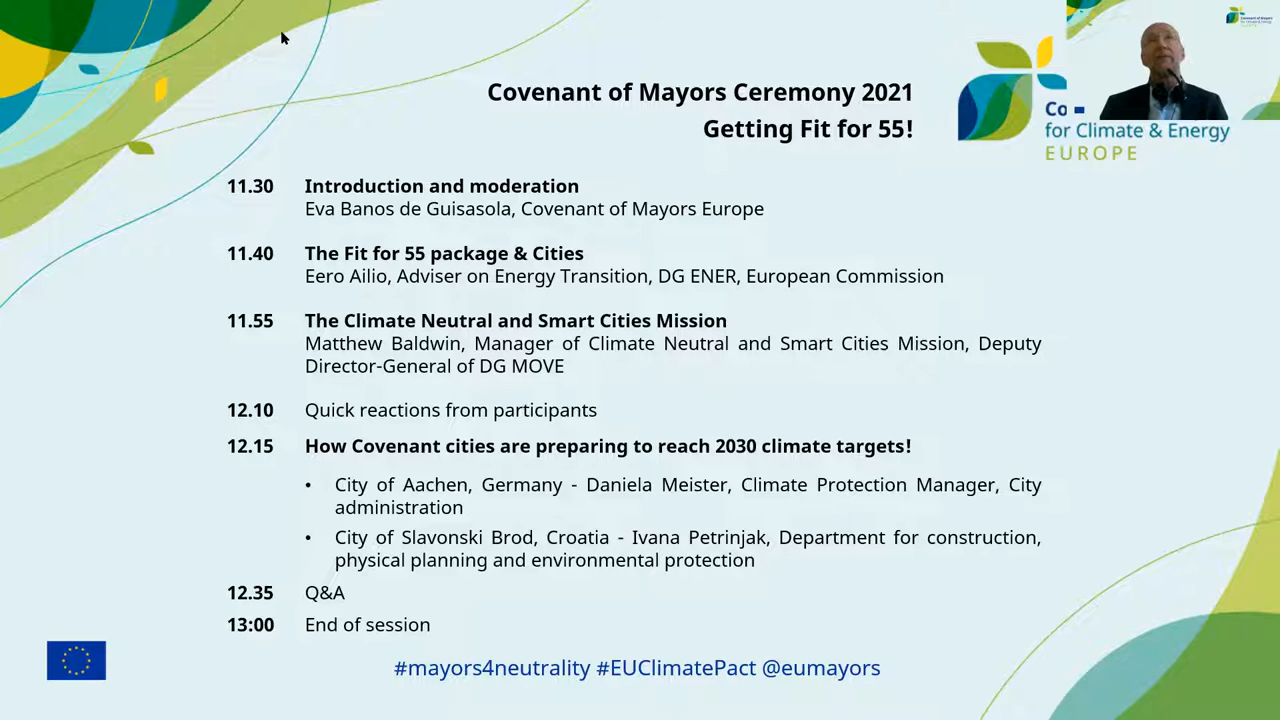 Covenant of Mayors Ceremony 2021
Getting Fit for 55!
Co
for Climate & Energy
EUROPE
11.30 Introduction and moderation
Eva Banos de Guisasola, Covenant of Mayors Europe
11.40 The Fit for 55 package & Cities
Eero Ailio, Adviser on Energy Transition, DG ENER, European Commission
11.55 The Climate Neutral and Smart Cities Mission
Matthew Baldwin, Manager of Climate Neutral and Smart Cities Mission, Deputy
Director-General of DG MOVE
12.10 Quick reactions from participants
12.15 How Covenant cities are preparing to reach 2030 climate targets!
• City of Aachen, Germany - Daniela Meister, Climate Protection Manager, City
administration
• City of Slavonski Brod, Croatia - Ivana Petrinjak, Department for construction,
physical planning and environmental protection
12.35 Q&A
13:00 End of session
#mayors4neutrality #EUClimatePact @eumayors